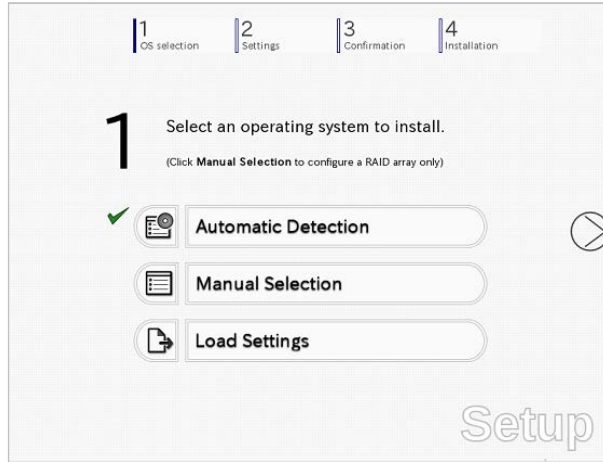 1
OS selection
2
Settings
3
Confirmation
4
Installation
1
Select an operating system to install.
(Click Manual Selection to configure a RAID array only)
Automatic Detection
Manual Selection
Load Settings
Setup